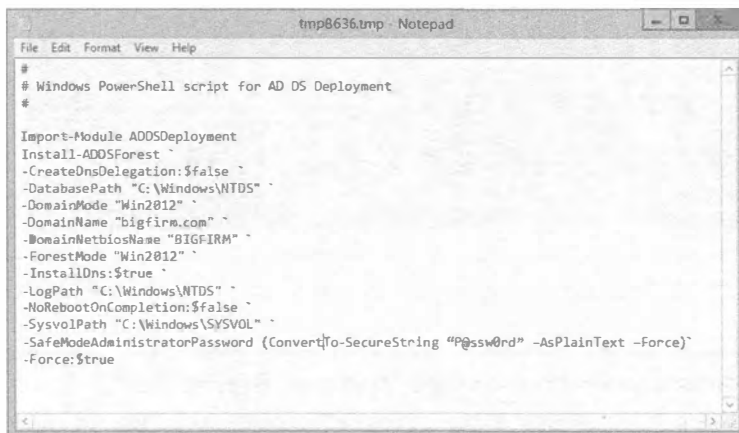 tmp8636.tmp - Notepad
File Edit Format View Help
#
# Windows PowerShell script for AD DS Deployment
#
Import-Module ADDSDeployment
Install-ADDSForest `
-CreateDnsDelegation:$false `
-DatabasePath "C:\Windows\NTDS" `
-DomainMode "Win2012" `
-DomainName "bigfirm.com" `
-DomainNetbiosName "BIGFIRM" `
-ForestMode "Win2012" `
-InstallDns:$true `
-LogPath "C:\Windows\NTDS" `
-NoRebootOnCompletion:$false `
-SysvolPath "C:\Windows\SYSVOL" `
-SafeModeAdministratorPassword (ConvertTo-SecureString “P@ssw0rd” –AsPlainText –Force)`
-Force:$true